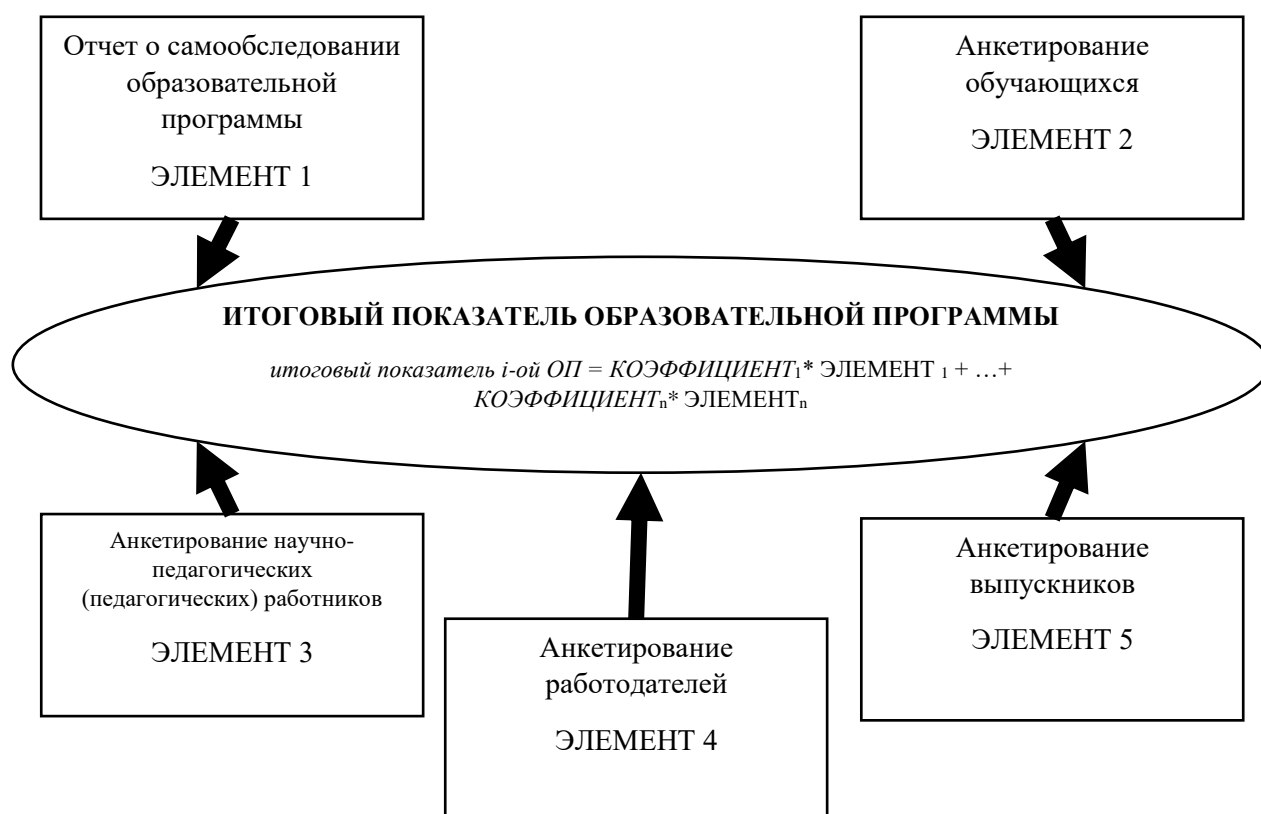 Отчет о самообследовании
образовательной
программы
ЭЛЕМЕНТ 1
Анкетирование
обучающихся
ЭЛЕМЕНТ 2
ИТОГОВЫЙ ПОКАЗАТЕЛЬ ОБРАЗОВАТЕЛЬНОЙ ПРОГРАММЫ
итоговый показатель i-ой ОП = КОЭФФИЦИЕНТ1* ЭЛЕМЕНТ 1 + …+
КОЭФФИЦИЕНТn* ЭЛЕМЕНТn
Анкетирование научно-
педагогических
(педагогических) работников
ЭЛЕМЕНТ 3
Анкетирование
работодателей
ЭЛЕМЕНТ 4
Анкетирование
выпускников
ЭЛЕМЕНТ 5